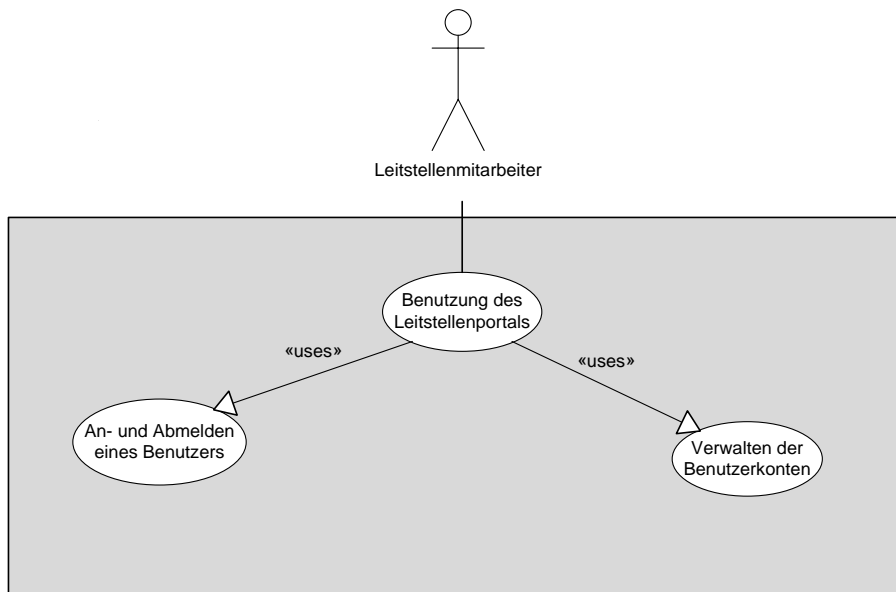 Leitstellenmitarbeiter
Benutzung des
Leitstellenportals
«uses»
«uses»
An- und Abmelden
eines Benutzers
Verwalten der
Benutzerkonten